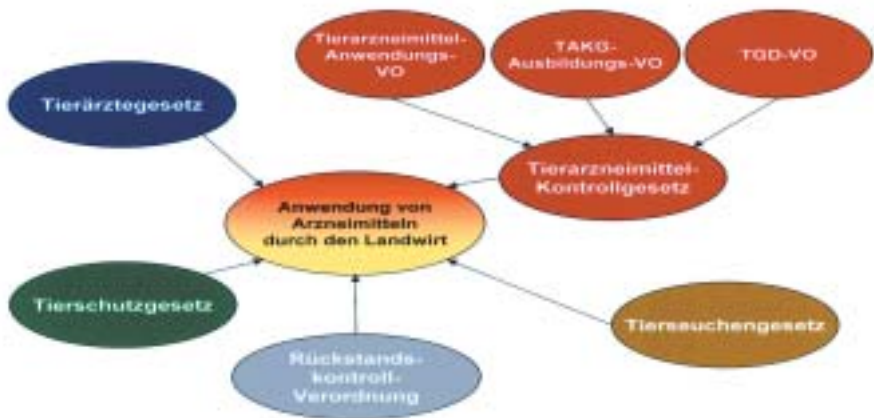 Tierarzneimittel-
Anwendungs-
VO
TAKG-
Ausbildungs-VO
TGD-VO
Tierärztegesetz
Tierarzneimittel-
Kontrollgesetz
Anwendung von
Arzneimitteln
durch den Landwirt
Tierschutzgesetz
Tierseuchengesetz
Rückstands-
kontroll-
Verordnung